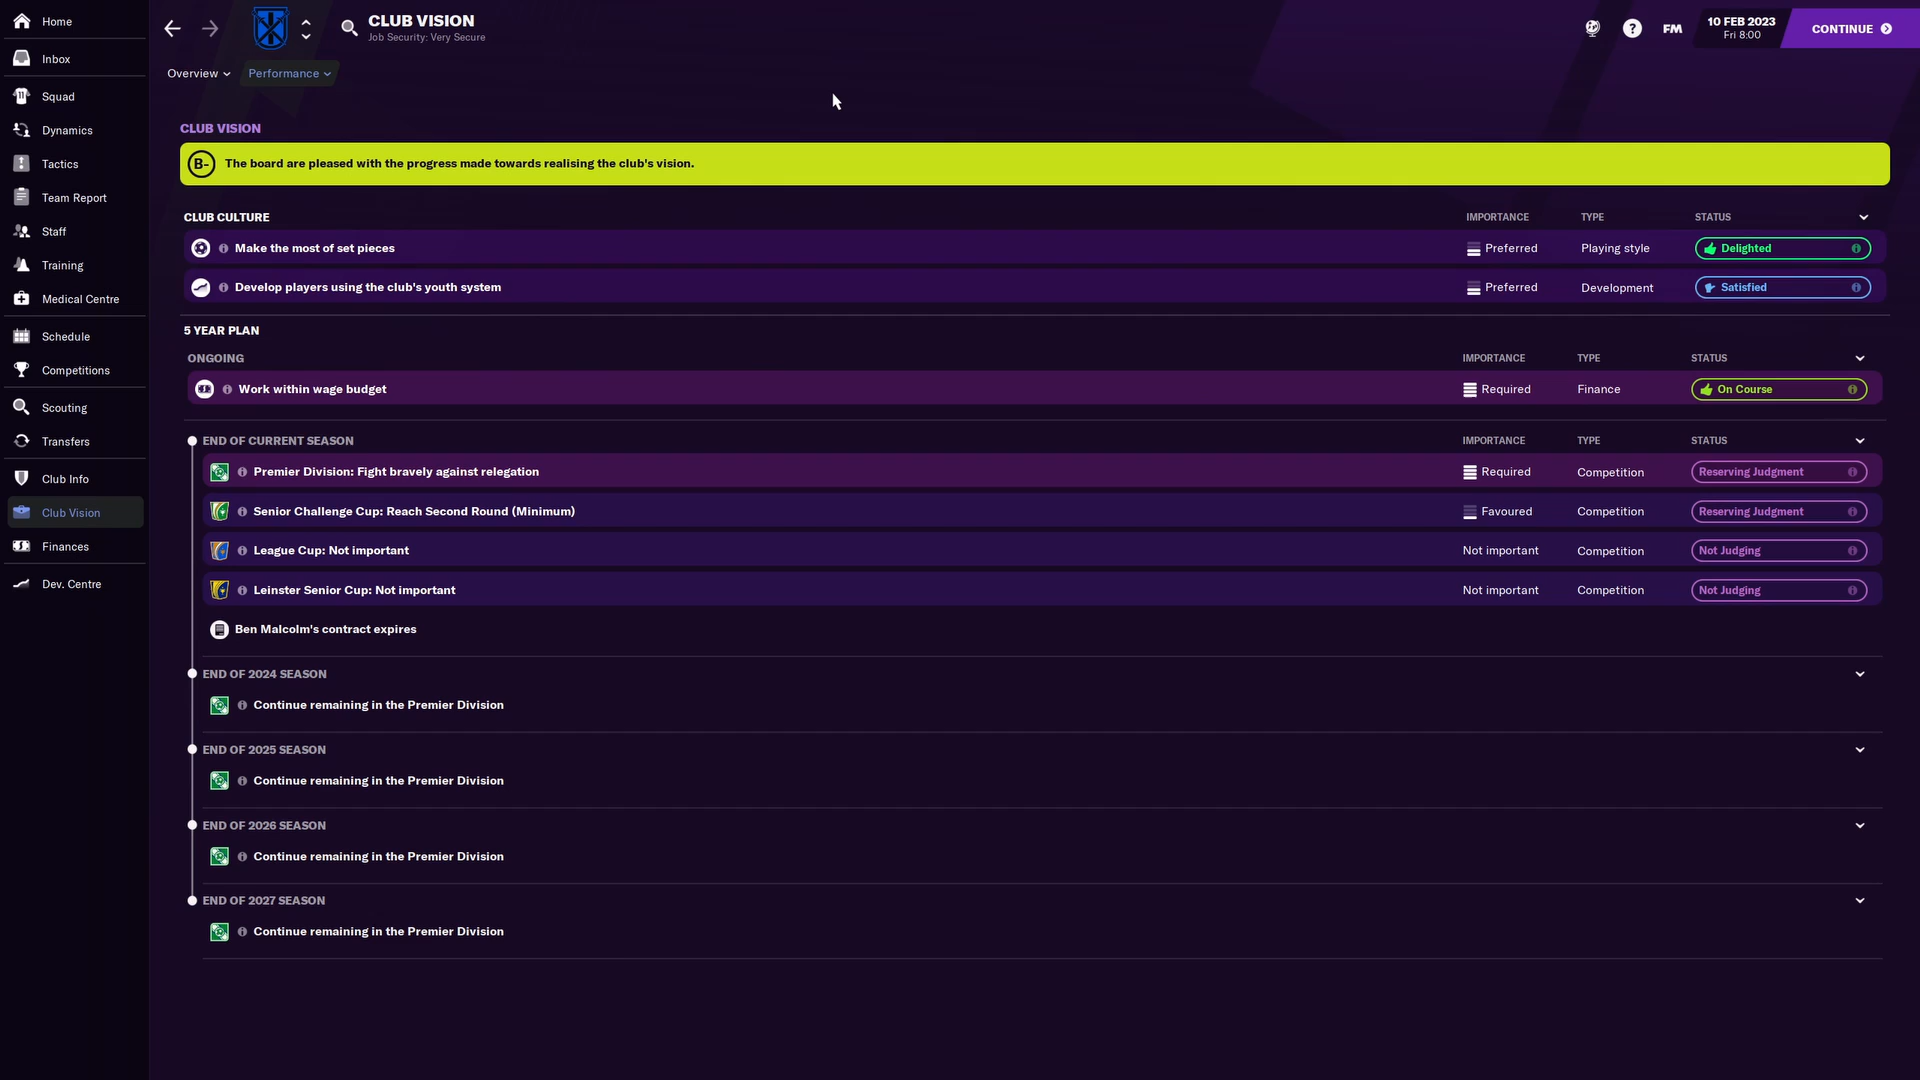 Home
Inbox
Squad
Dynamics
Tactics
Team Report
Staff
Training
Medical Centre
Schedule
Competitions
Scouting
Transfers
Club Info
Club Vision
Finances
Dev. Centre
CLUB VISION
Job Security: Very Secure
FM
10 FEB 2023
Fri 8:00
CONTINUE
Overview Performance
CLUB VISION
B- The board are pleased with the progress made towards realising the club's vision.
CLUB CULTURE IMPORTANCE TYPE STATUS
Make the most of set pieces Preferred Playing style Delighted
Develop players using the club's youth system Preferred Development Satisfied
5 YEAR PLAN
ONGOING IMPORTANCE TYPE STATUS
Work within wage budget Required Finance On Course
END OF CURRENT SEASON IMPORTANCE TYPE STATUS
Premier Division: Fight bravely against relegation Required Competition Reserving Judgment
Senior Challenge Cup: Reach Second Round (Minimum) Favoured Competition Reserving Judgment
League Cup: Not important Not important Competition Not Judging
Leinster Senior Cup: Not important Not important Competition Not Judging
Ben Malcolm's contract expires
END OF 2024 SEASON
Continue remaining in the Premier Division
END OF 2025 SEASON
Continue remaining in the Premier Division
END OF 2026 SEASON
Continue remaining in the Premier Division
END OF 2027 SEASON
Continue remaining in the Premier Division